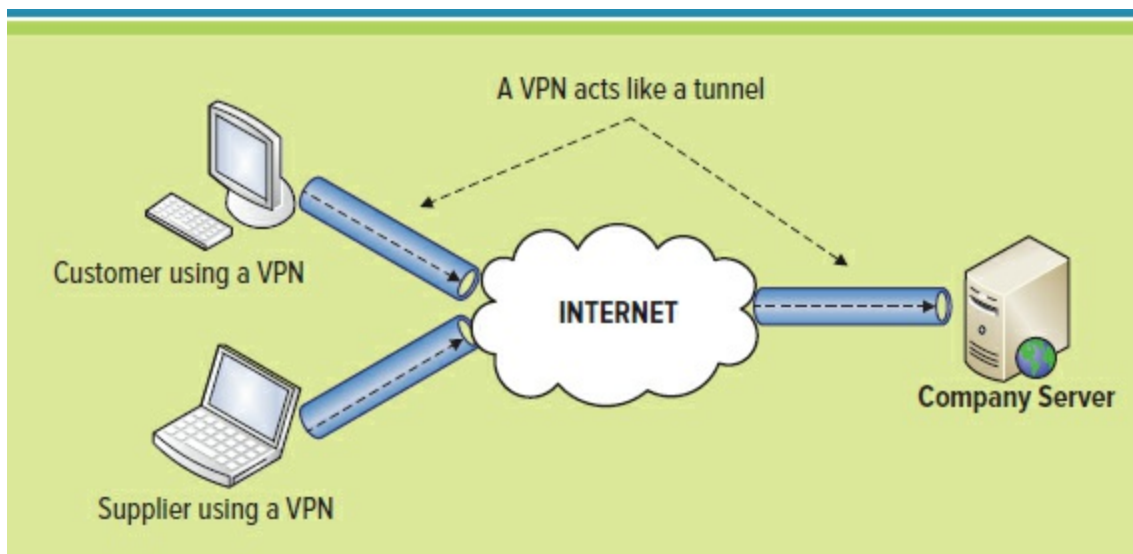 A VPN acts like a tunnel
Customer using a VPN
INTERNET
Company Server
Supplier using a VPN